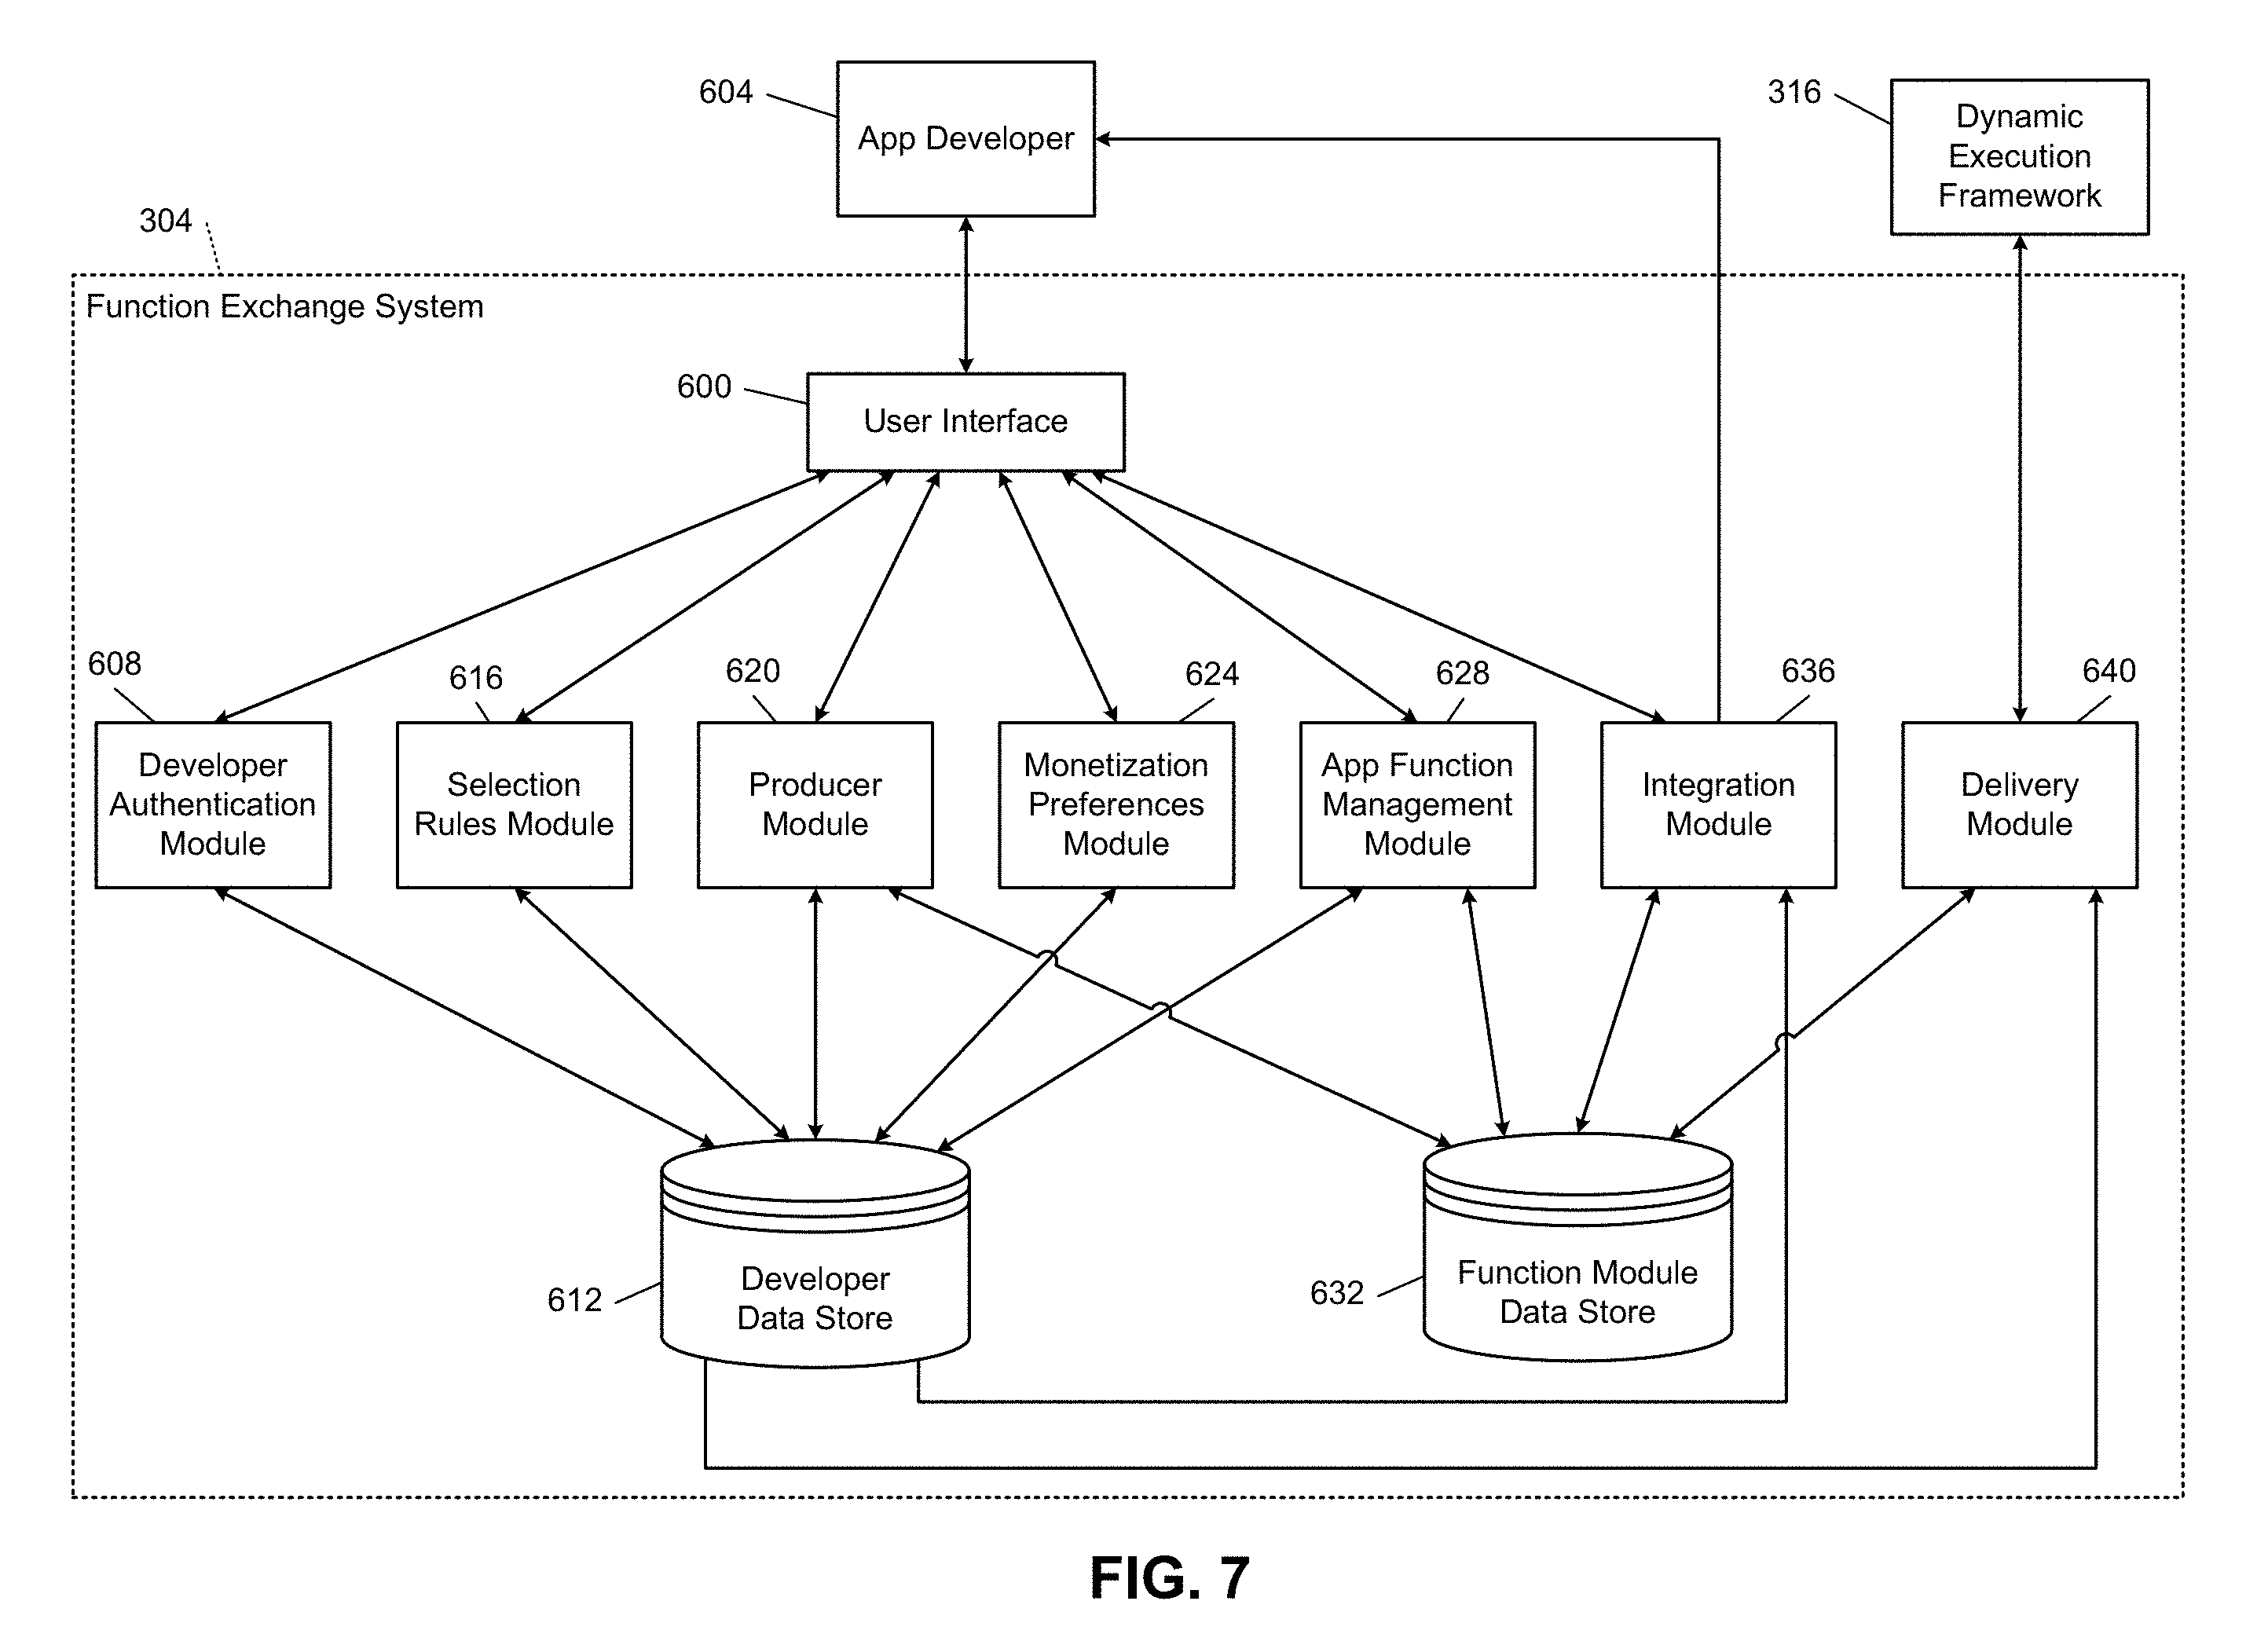 604
App Developer
316
Dynamic
Execution
Framework
304
Function Exchange System
600
User Interface
608
Developer
Authentication
Module
616
Selection
Rules Module
620
Producer
Module
624
Monetization
Preferences
Module
628
App Function
Management
Module
636
Integration
Module
640
Delivery
Module
612
Developer
Data Store
632
Function Module
Data Store
FIG. 7